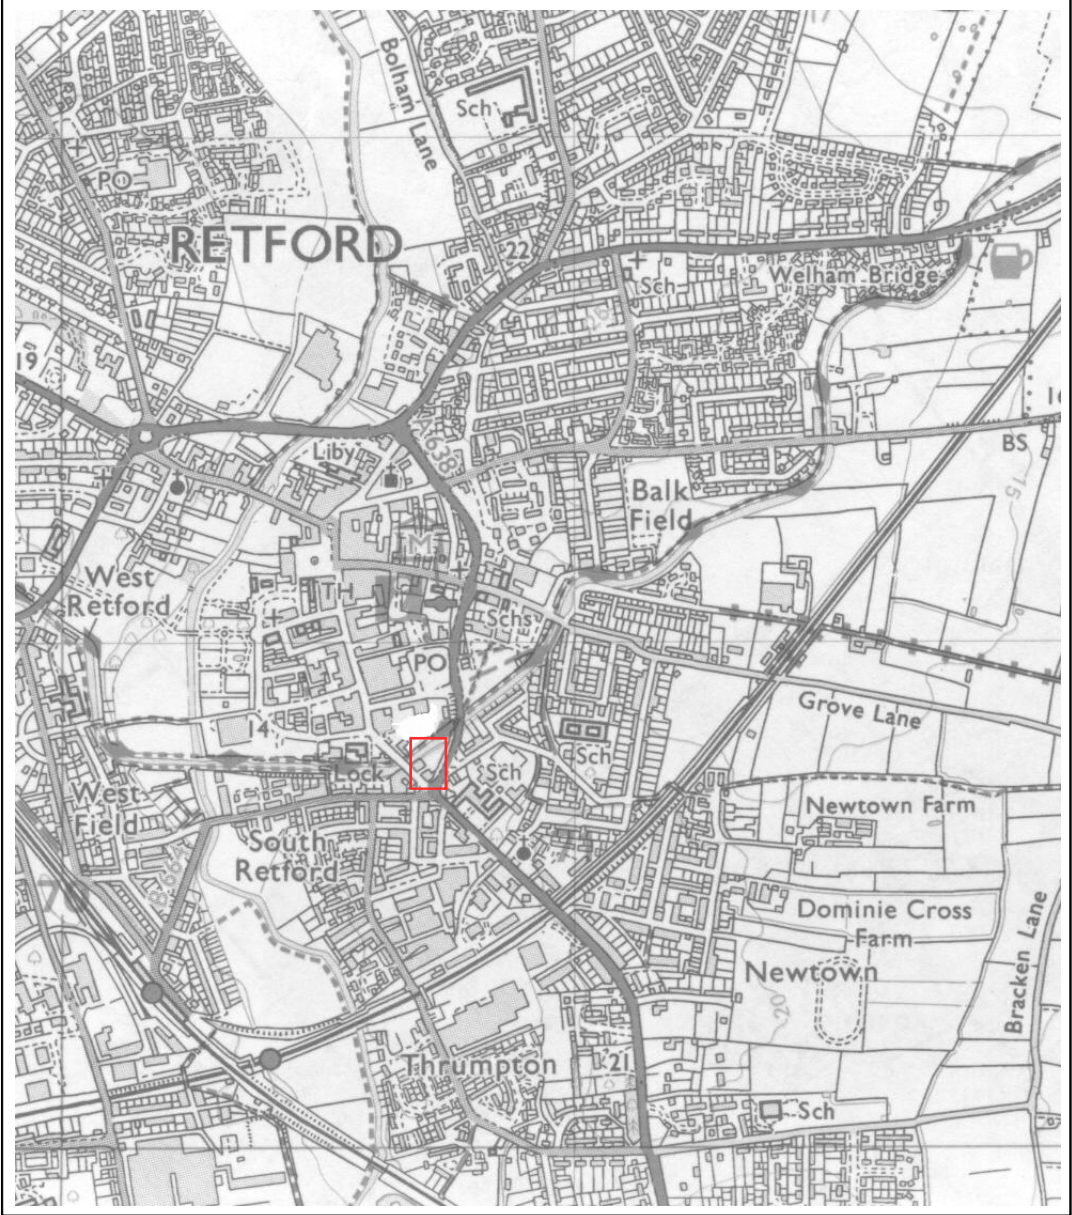 Bolham Lane
Sch
PO
RETFORD
22
Sch
Welham Bridge
19
BS
Liby
A638
Balk
Field
15
West
Retford
TH
Schs
PO
Grove Lane
14
Lock
Sch
Sch
West
Field
Newtown Farm
South
Retford
Dominie Cross
Farm
Newtown
20
Bracken Lane
Thrumpton
21
Sch